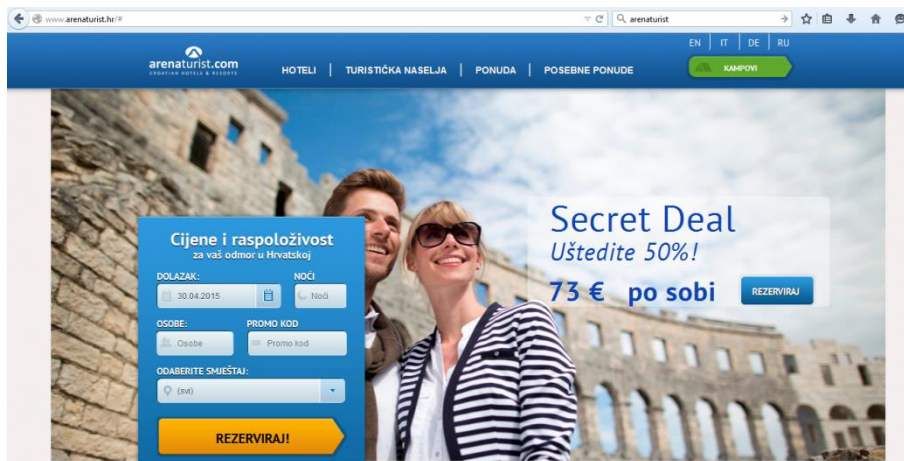 www.arenaturist.hr/#
arenaturist
EN | IT | DE | RU
arenaturist.com
CROATIAN HOTELS & RESORTS
HOTELI | TURISTIČKA NASELJA | PONUDA | POSEBNE PONUDE
KAMPOVI
Secret Deal
Uštedite 50%!
73 € po sobi
REZERVIRAJ
Cijene i raspoloživost
za vaš odmor u Hrvatskoj
DOLAZAK: NOĆI
30.04.2015 Noći
OSOBE: PROMO KOD
Osobe Promo kod
ODABERITE SMJEŠTAJ:
(svi)
REZERVIRAJ!